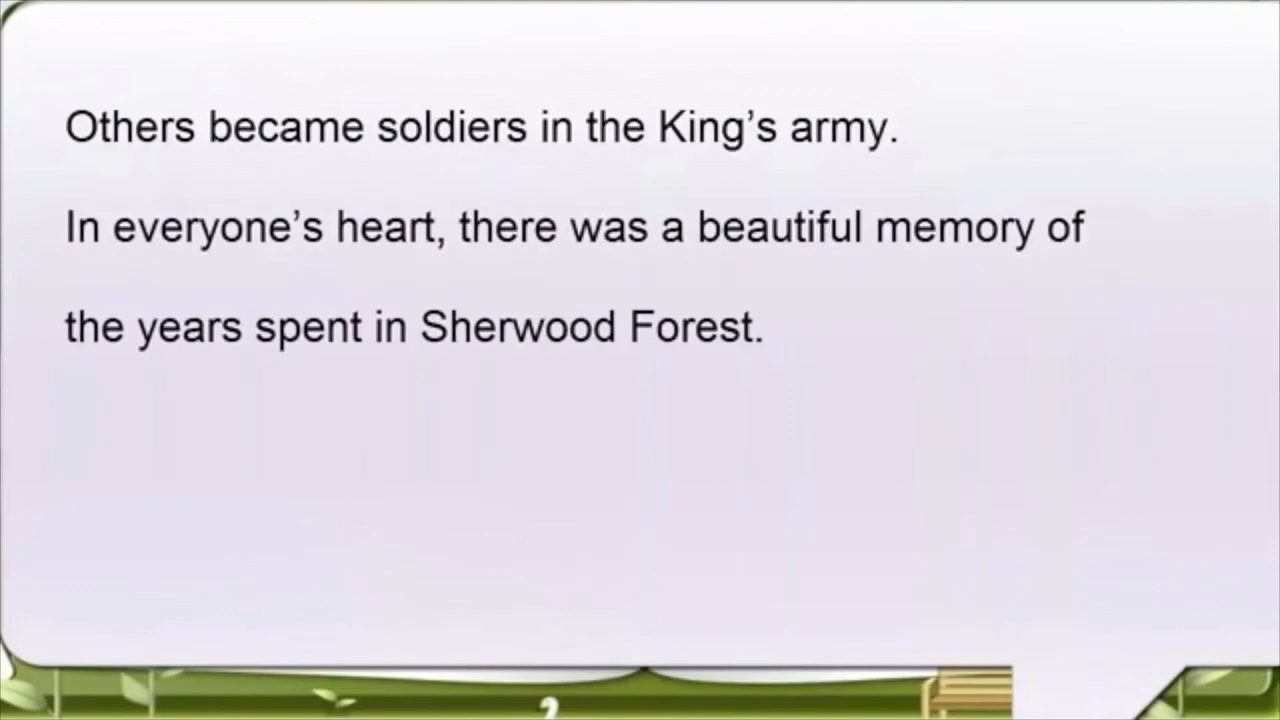 Others became soldiers in the King’s army.
In everyone’s heart, there was a beautiful memory of
the years spent in Sherwood Forest.